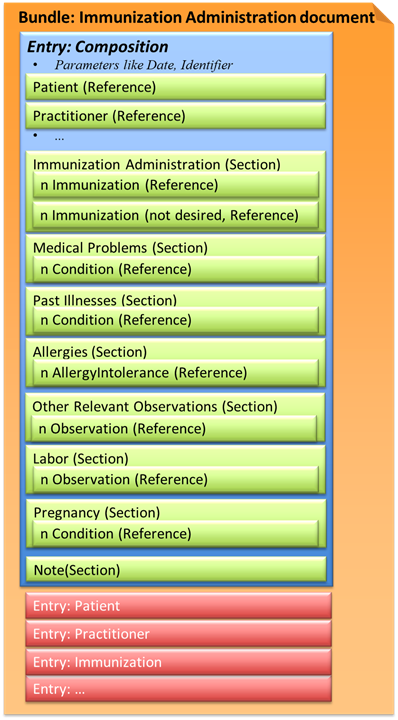 Bundle: Immunization Administration document
Entry: Composition
• Parameters like Date, Identifier
Patient (Reference)
Practitioner (Reference)
• ...
Immunization Administration (Section)
n Immunization (Reference)
n Immunization (not desired, Reference)
Medical Problems (Section)
n Condition (Reference)
Past Illnesses (Section)
n Condition (Reference)
Allergies (Section)
n AllergyIntolerance (Reference)
Other Relevant Observations (Section)
n Observation (Reference)
Labor (Section)
n Observation (Reference)
Pregnancy (Section)
n Condition (Reference)
Note(Section)
Entry: Patient
Entry: Practitioner
Entry: Immunization
Entry: ...